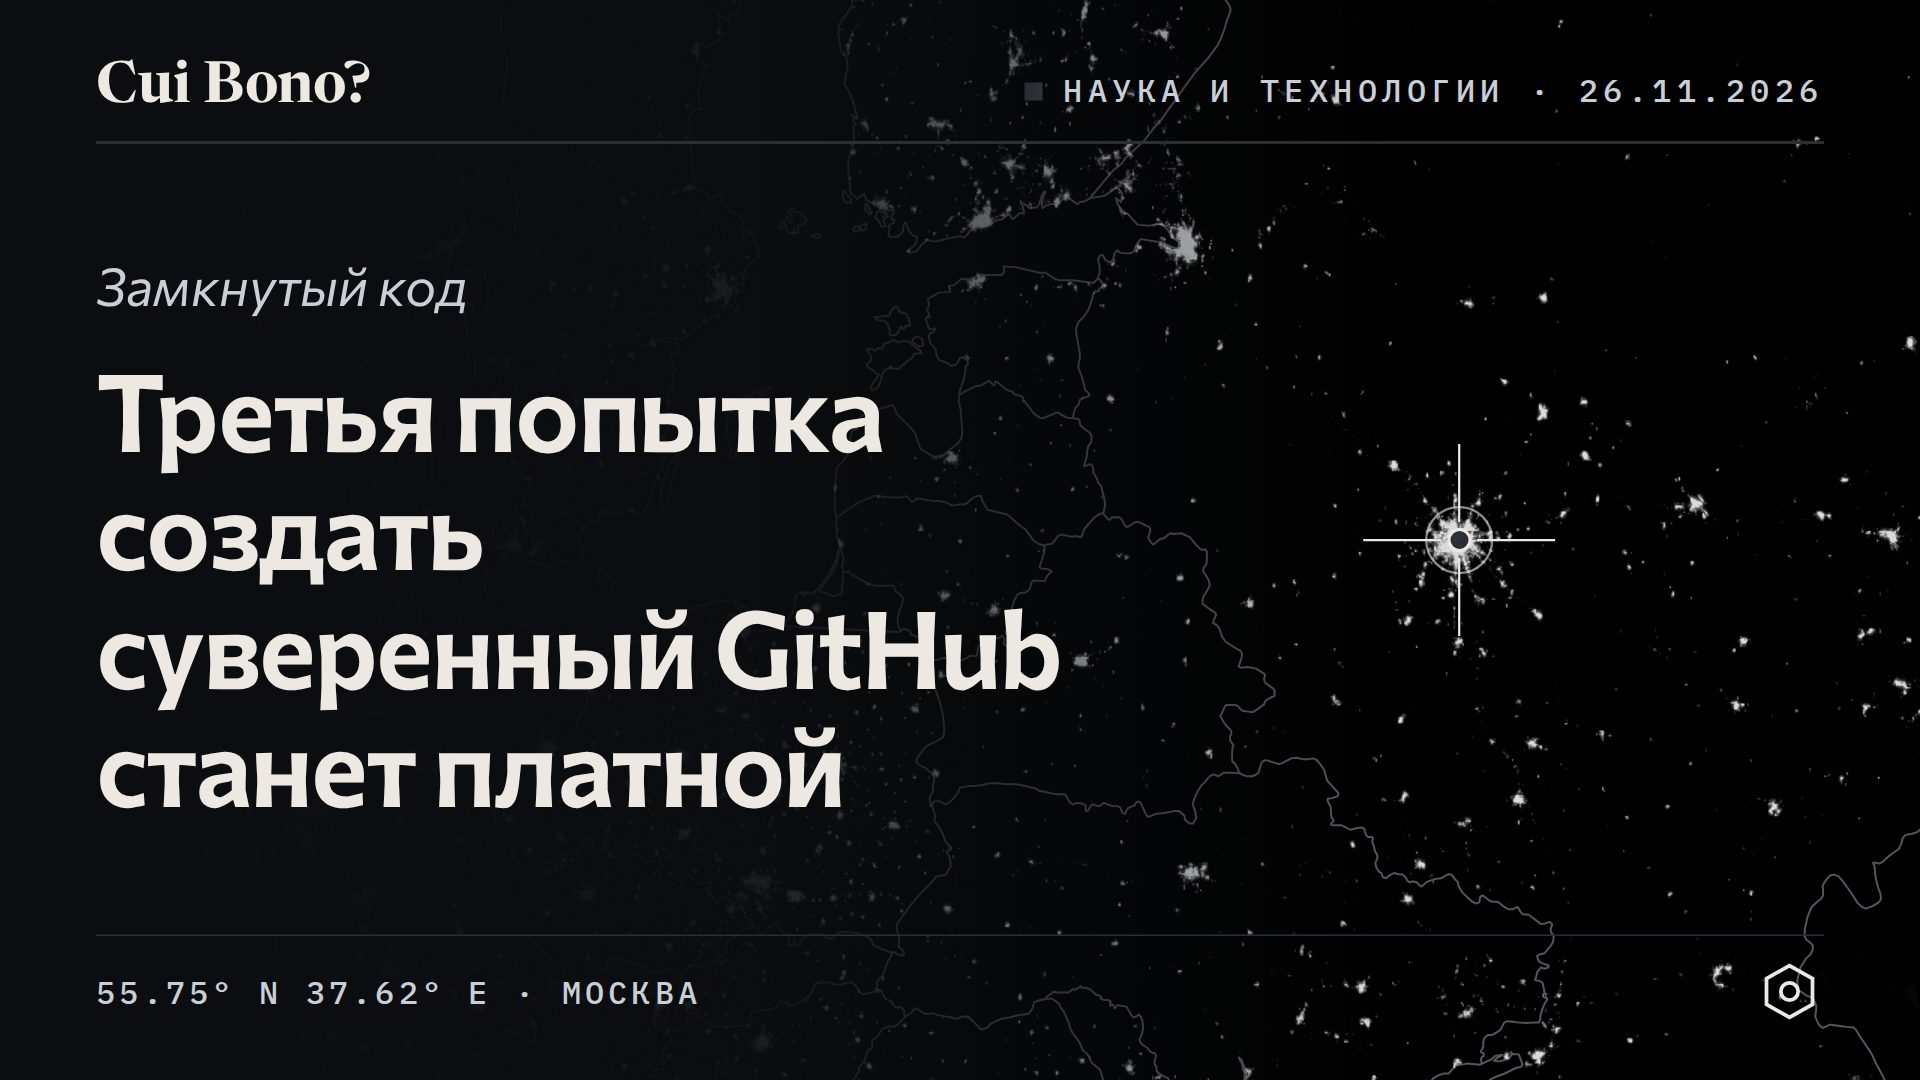 Cui Bono?
НАУКА И ТЕХНОЛОГИИ · 26.11.2026
Замкнутый код
Третья попытка
создать
суверенный GitHub
станет платной
55.75° N 37.62° E · МОСКВА